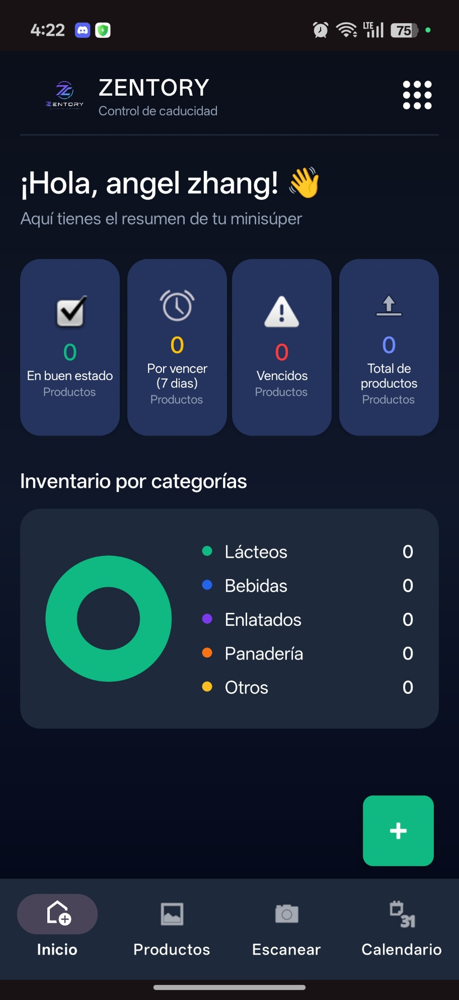 4:22
LTE
75
ZENTORY
ZENTORY
Control de caducidad
¡Hola, angel zhang! 👋
Aquí tienes el resumen de tu minisúper
0
En buen estado
Productos
0
Por vencer
(7 dias)
Productos
0
Vencidos
Productos
0
Total de
productos
Productos
Inventario por categorías
Lácteos 0
Bebidas 0
Enlatados 0
Panadería 0
Otros 0
+
31
Inicio
Productos
Escanear
Calendario